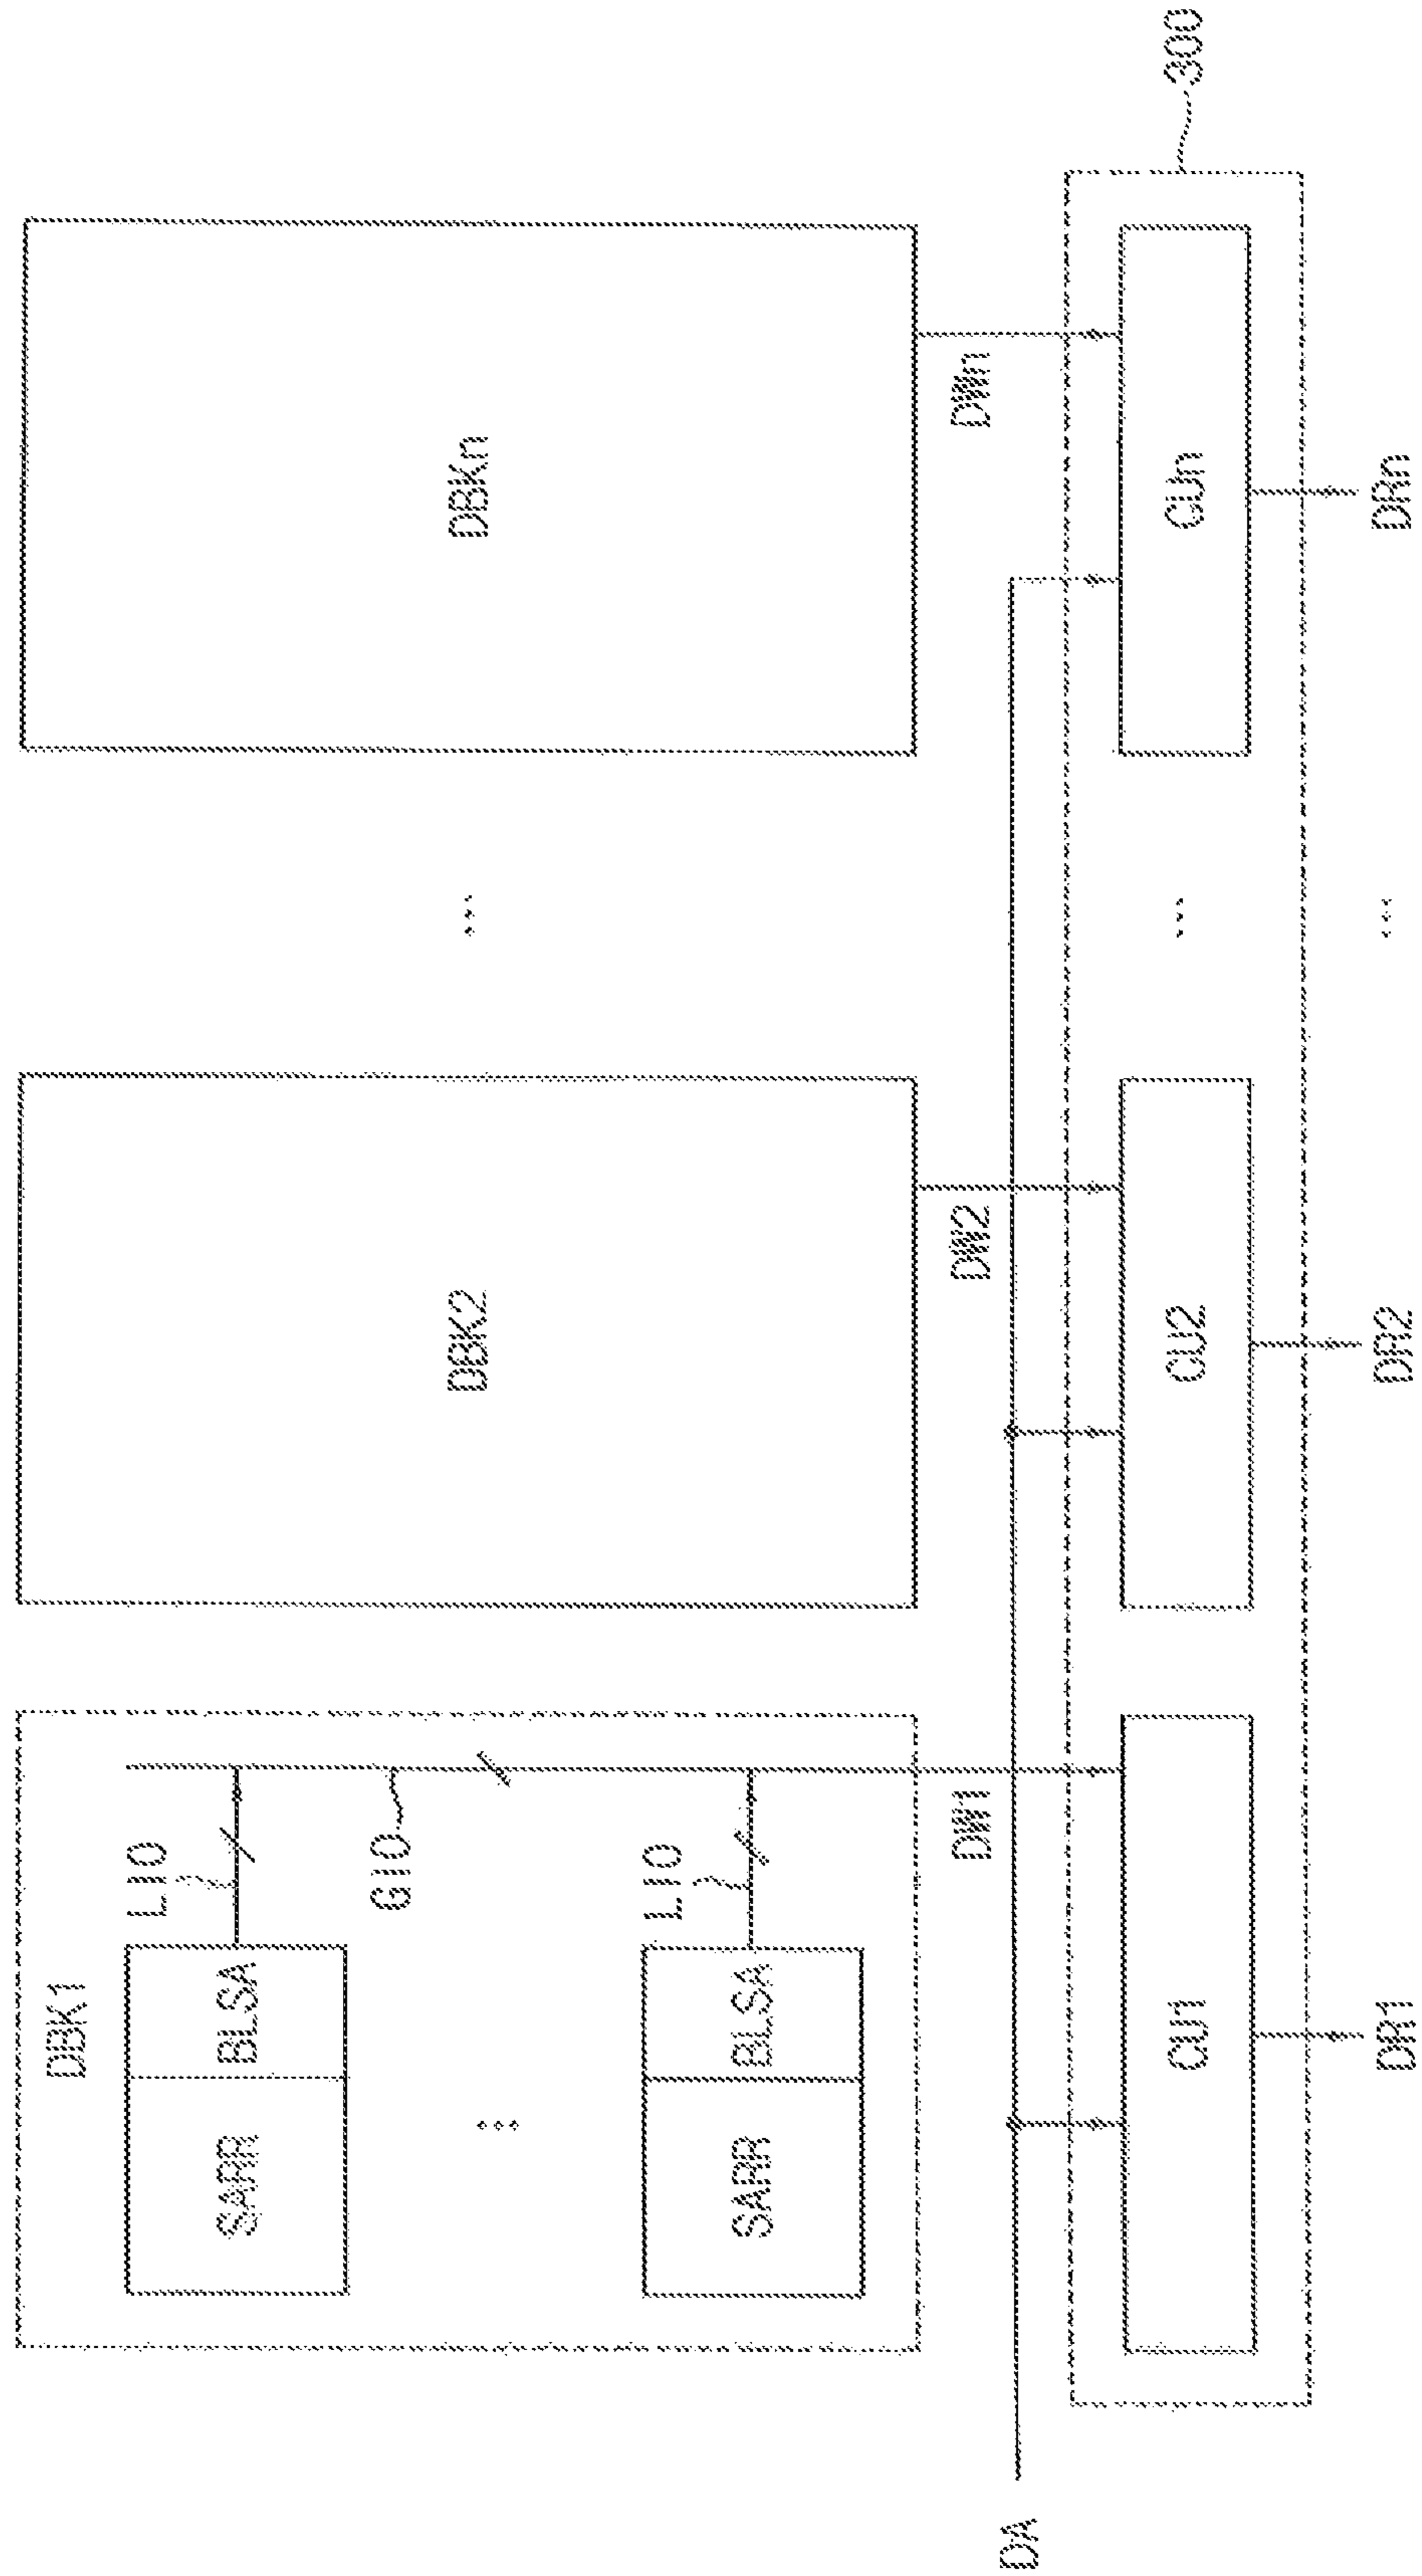 DBK1
SARR
BLSA
LIO
GIO
SARR
BLSA
LIO
...
DBK2
...
DBKn
DW1
DW2
DWn
DA
CU1
CU2
...
CUn
300
DR1
DR2
...
DRn